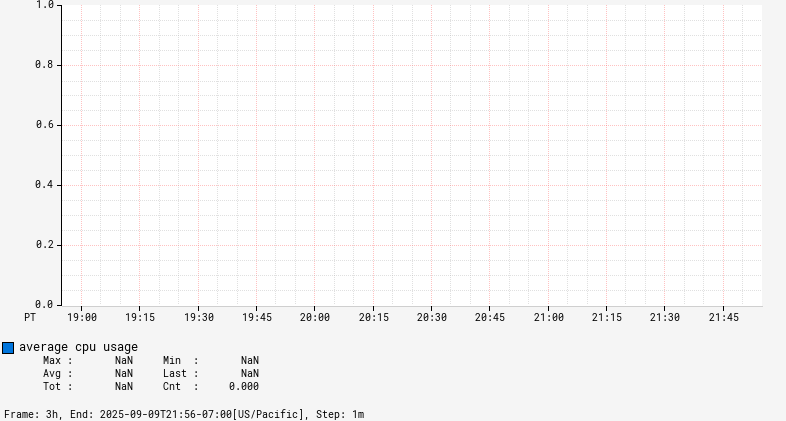 1.0
0.8
0.6
0.4
0.2
0.0
PT 19:00 19:15 19:30 19:45 20:00 20:15 20:30 20:45 21:00 21:15 21:30 21:45
average cpu usage
Max : NaN Min : NaN
Avg : NaN Last : NaN
Tot : NaN Cnt : 0.000
Frame: 3h, End: 2025-09-09T21:56-07:00[US/Pacific], Step: 1m